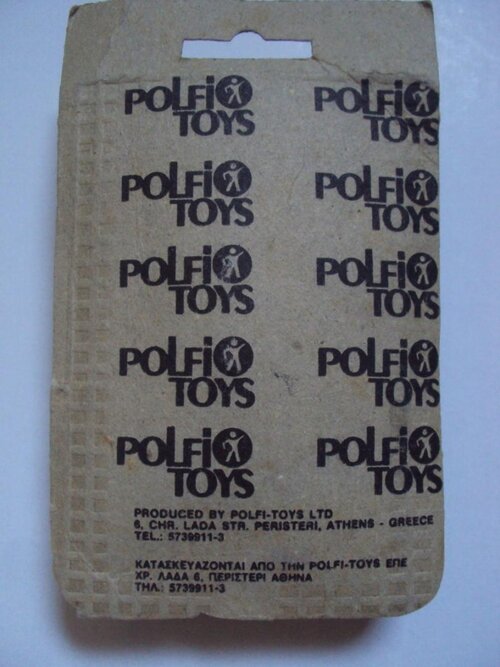 POLFi TOYS POLFi TOYS
POLFi TOYS POLFi TOYS
POLFi TOYS POLFi TOYS
POLFi TOYS POLFi TOYS
POLFi TOYS POLFi TOYS
PRODUCED BY POLFI-TOYS LTD
6, CHR. LADA STR. PERISTERI, ATHENS - GREECE
TEL.: 5739911-3
ΚΑΤΑΣΚΕΥΑΖΟΝΤΑΙ ΑΠΟ ΤΗΝ POLFI-TOYS ΕΠΕ
ΧΡ. ΛΑΔΑ 6, ΠΕΡΙΣΤΕΡΙ ΑΘΗΝΑ
ΤΗΛ.: 5739911-3